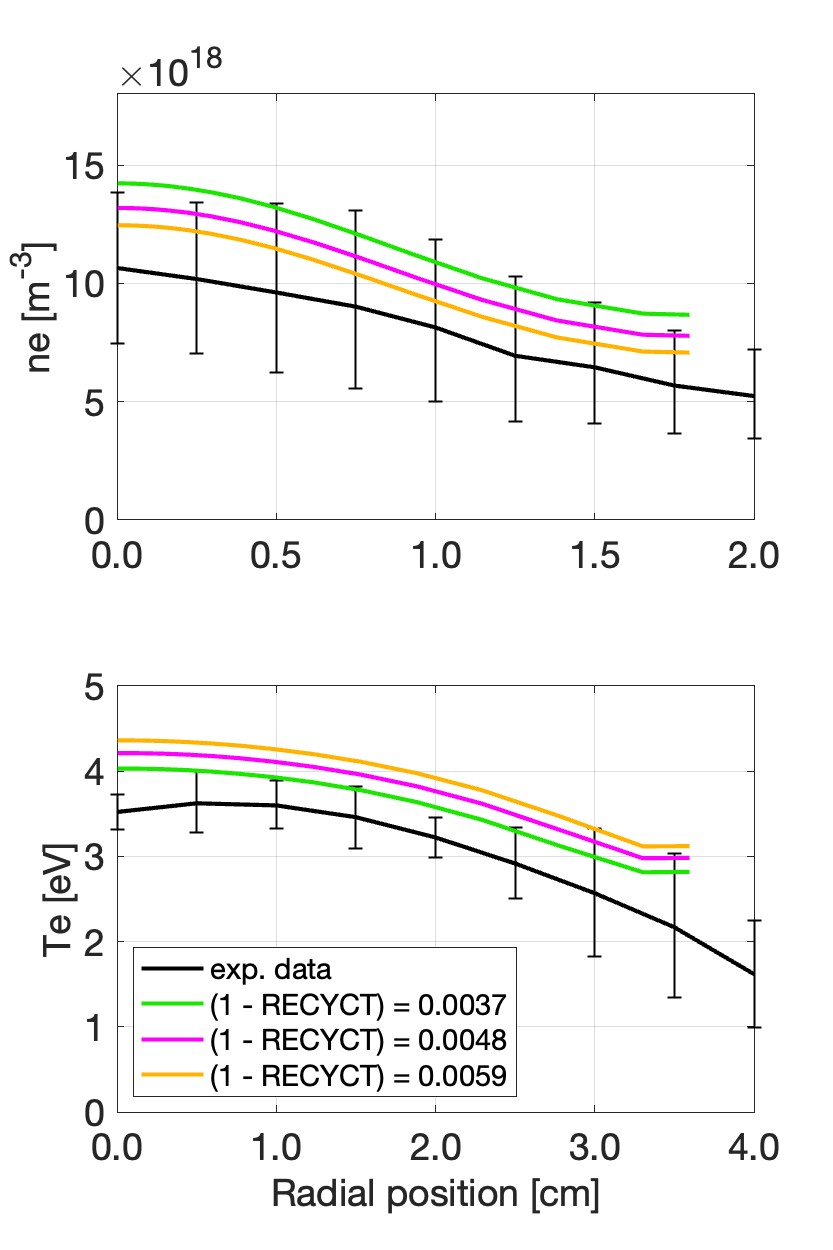 ×10^18
ne [m^-3]
15
10
5
0
0.0 0.5 1.0 1.5 2.0
Te [eV]
5
4
3
2
1
0
exp. data
(1 - RECYCT) = 0.0037
(1 - RECYCT) = 0.0048
(1 - RECYCT) = 0.0059
0.0 1.0 2.0 3.0 4.0
Radial position [cm]